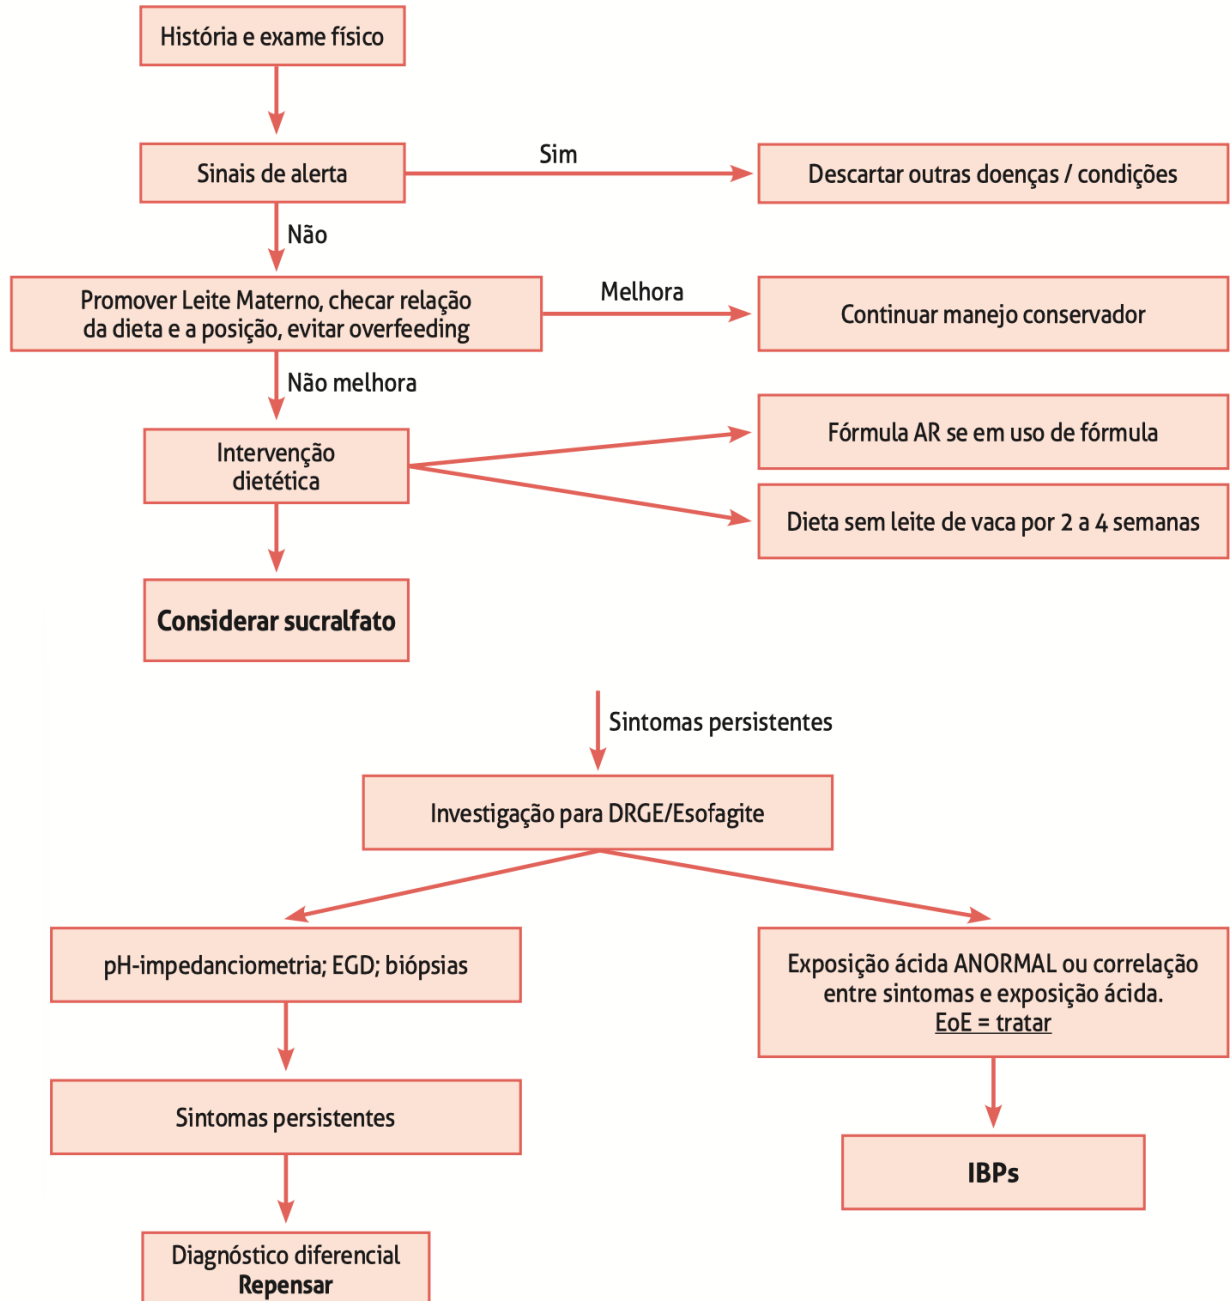 História e exame físico
Sinais de alerta
Sim
Descartar outras doenças / condições
Não
Promover Leite Materno, checar relação
da dieta e a posição, evitar overfeeding
Melhora
Continuar manejo conservador
Não melhora
Intervenção
dietética
Fórmula AR se em uso de fórmula
Dieta sem leite de vaca por 2 a 4 semanas
Considerar sucralfato
Sintomas persistentes
Investigação para DRGE/Esofagite
pH-impedanciometria; EGD; biópsias
Exposição ácida ANORMAL ou correlação
entre sintomas e exposição ácida.
EoE = tratar
Sintomas persistentes
IBPs
Diagnóstico diferencial
Repensar